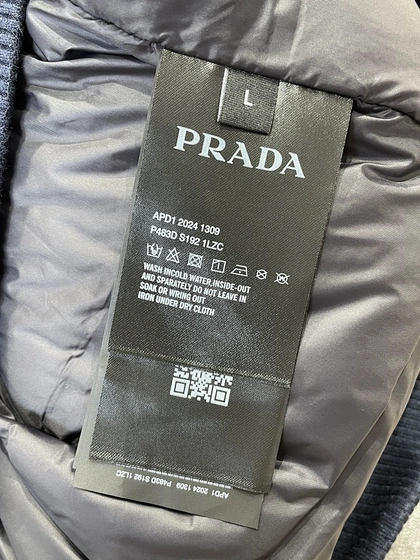 L
PRADA
APD1 2024 1309
P483D S192 1LZC
WASH INCOLD WATER.INSIDE-OUT
AND SPARATELY DO NOT LEAVE IN
SOAK OR WRING OUT
IRON UNDER DRY CLOTH
APD1 2024 1309 P483D S192 1LZC